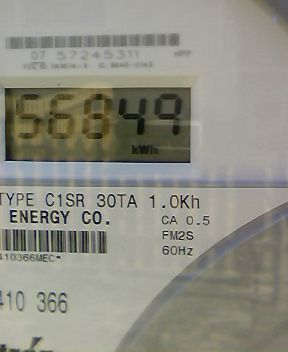 07 57245311
56849
kWh
TYPE C1SR 30TA 1.0Kh
ENERGY CO.
CA 0.5
FM2S
60Hz
410366MEC*
410 366